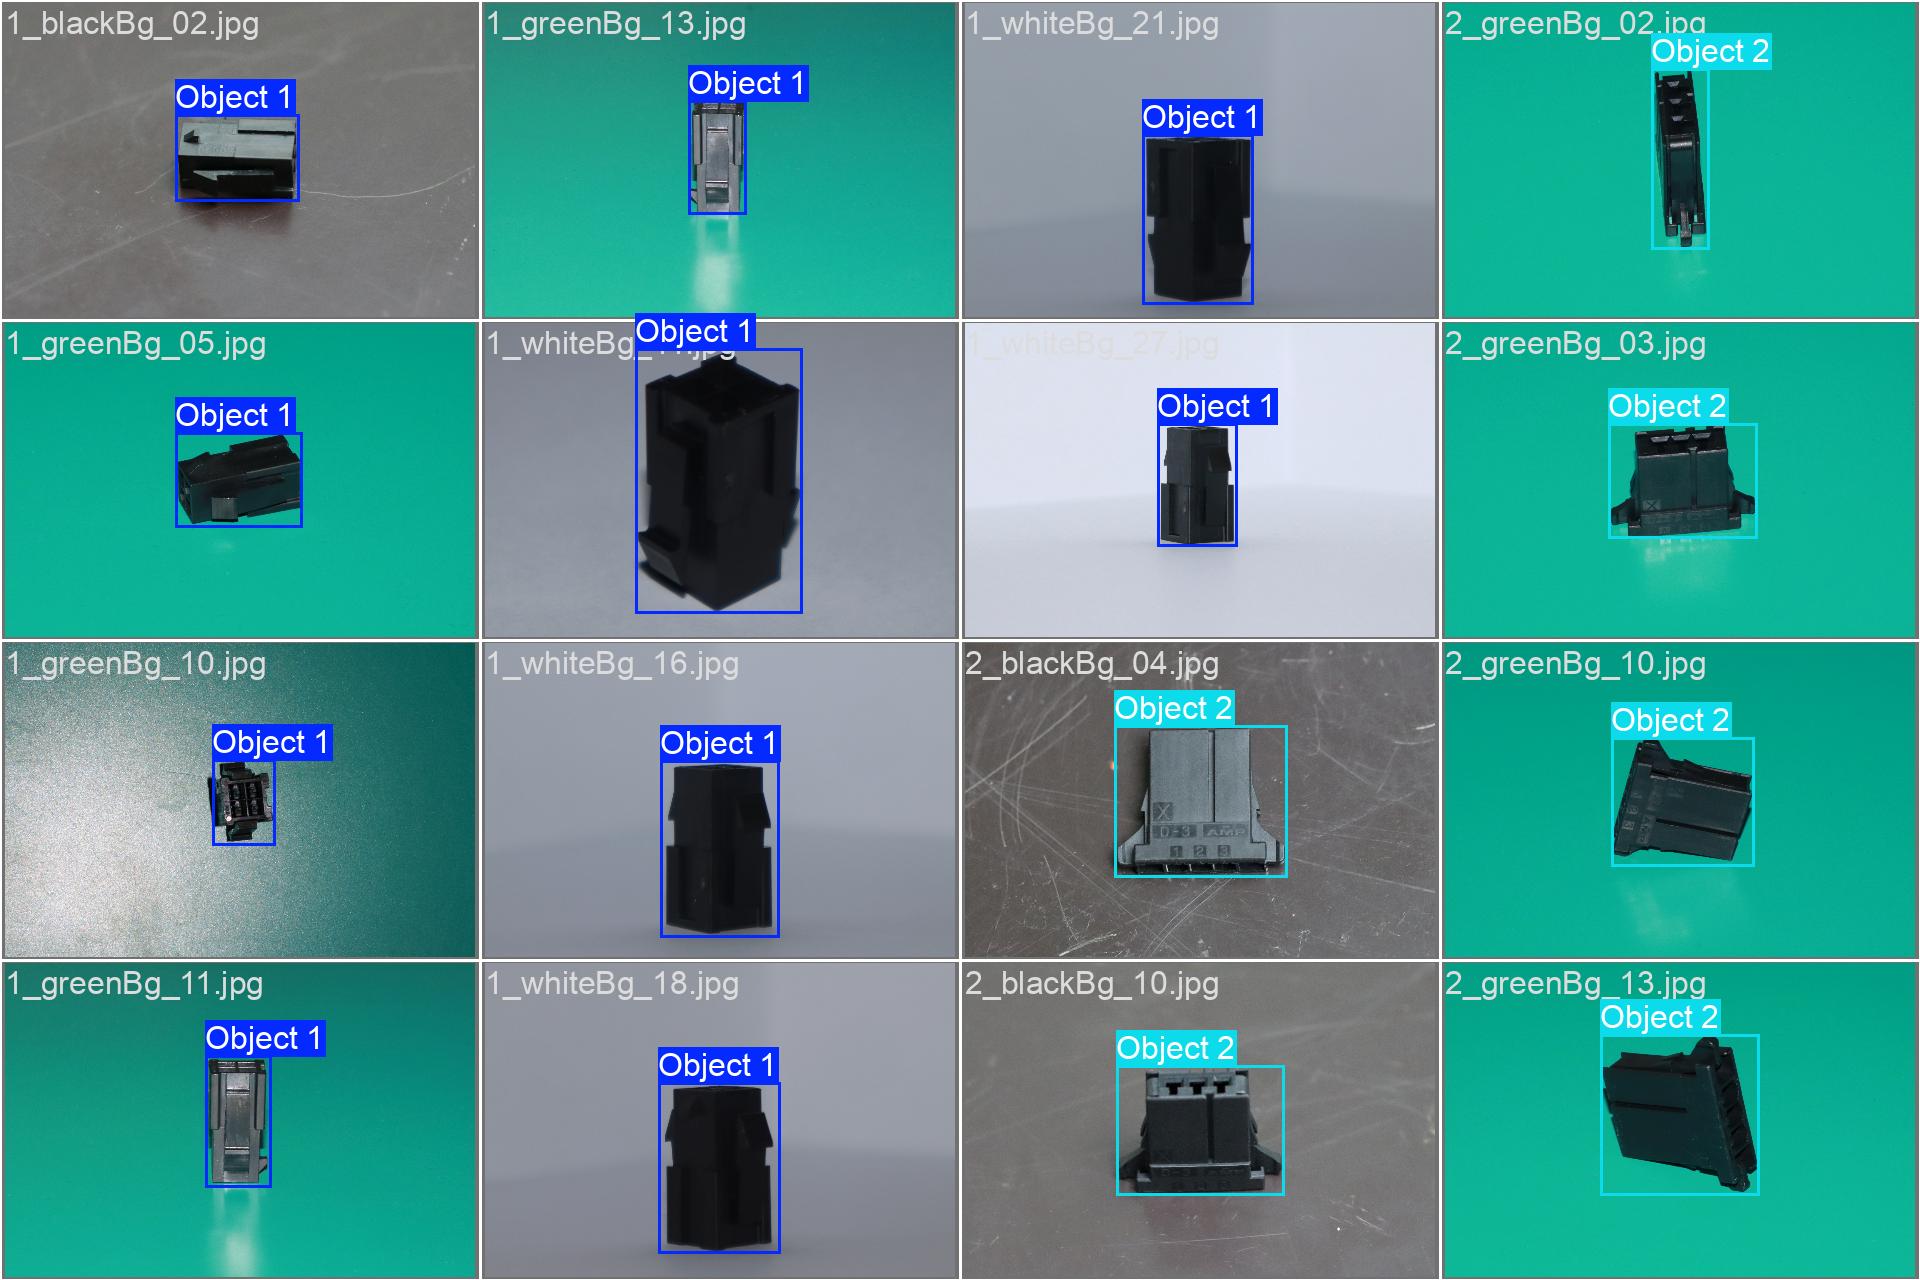 1_blackBg_02.jpg
Object 1
1_greenBg_13.jpg
Object 1
1_whiteBg_21.jpg
Object 1
2_greenBg_02.jpg
Object 2
1_greenBg_05.jpg
Object 1
1_whiteBg_
Object 1
1_whiteBg_27.jpg
Object 1
2_greenBg_03.jpg
Object 2
X
1_greenBg_10.jpg
Object 1
1_whiteBg_16.jpg
Object 1
2_blackBg_04.jpg
Object 2
X
D-3 AMP
1 2 3
2_greenBg_10.jpg
Object 2
1_greenBg_11.jpg
Object 1
1_whiteBg_18.jpg
Object 1
2_blackBg_10.jpg
Object 2
2_greenBg_13.jpg
Object 2